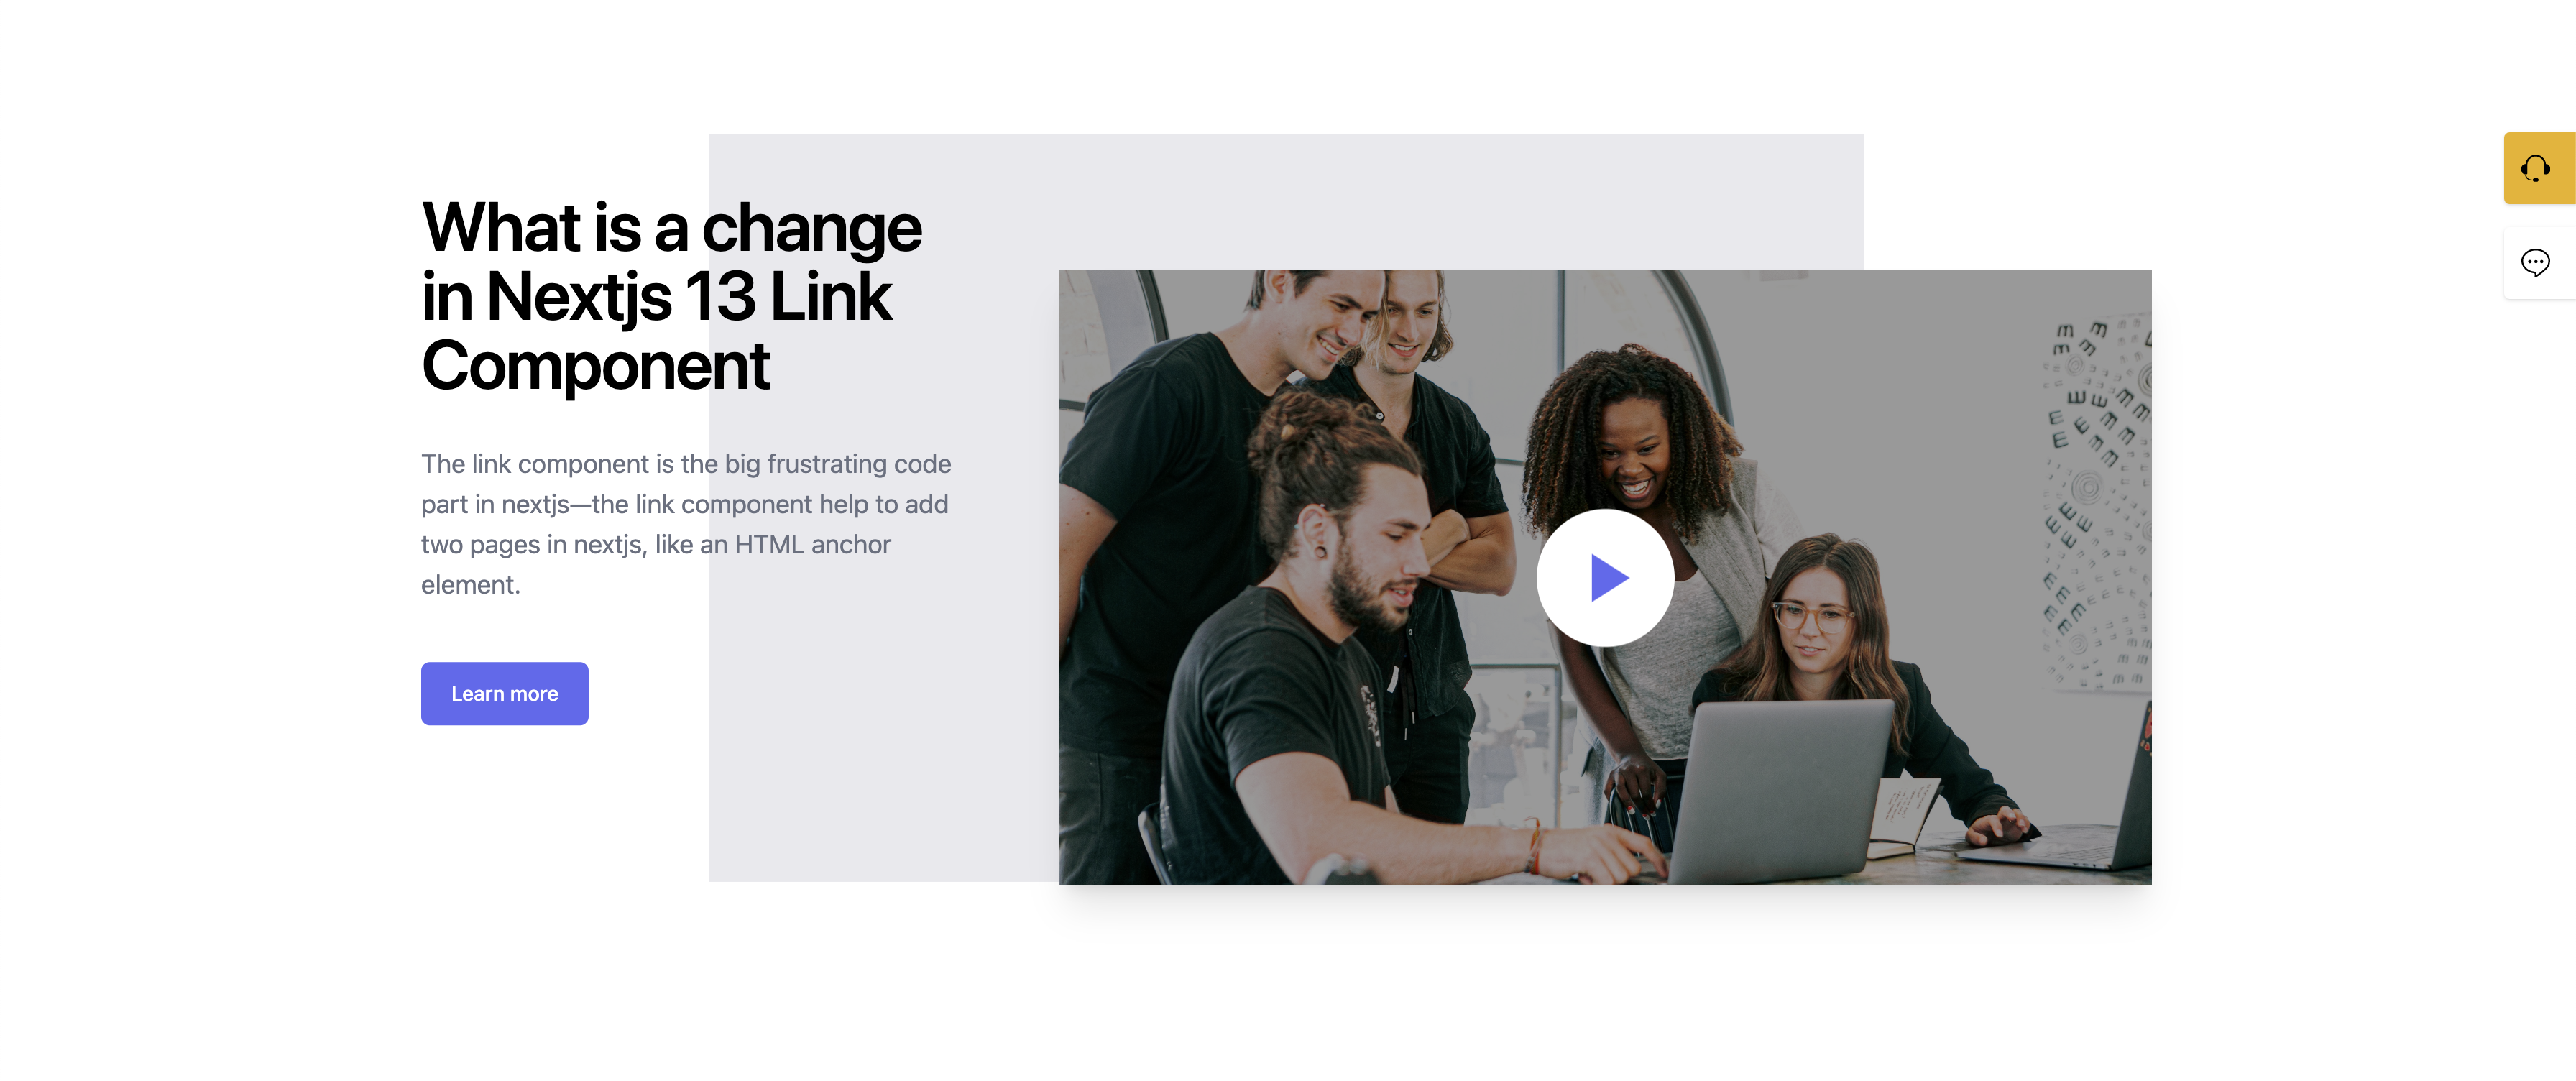 What is a change
in Nextjs 13 Link
Component
The link component is the big frustrating code
part in nextjs—the link component help to add
two pages in nextjs, like an HTML anchor
element.
Learn more